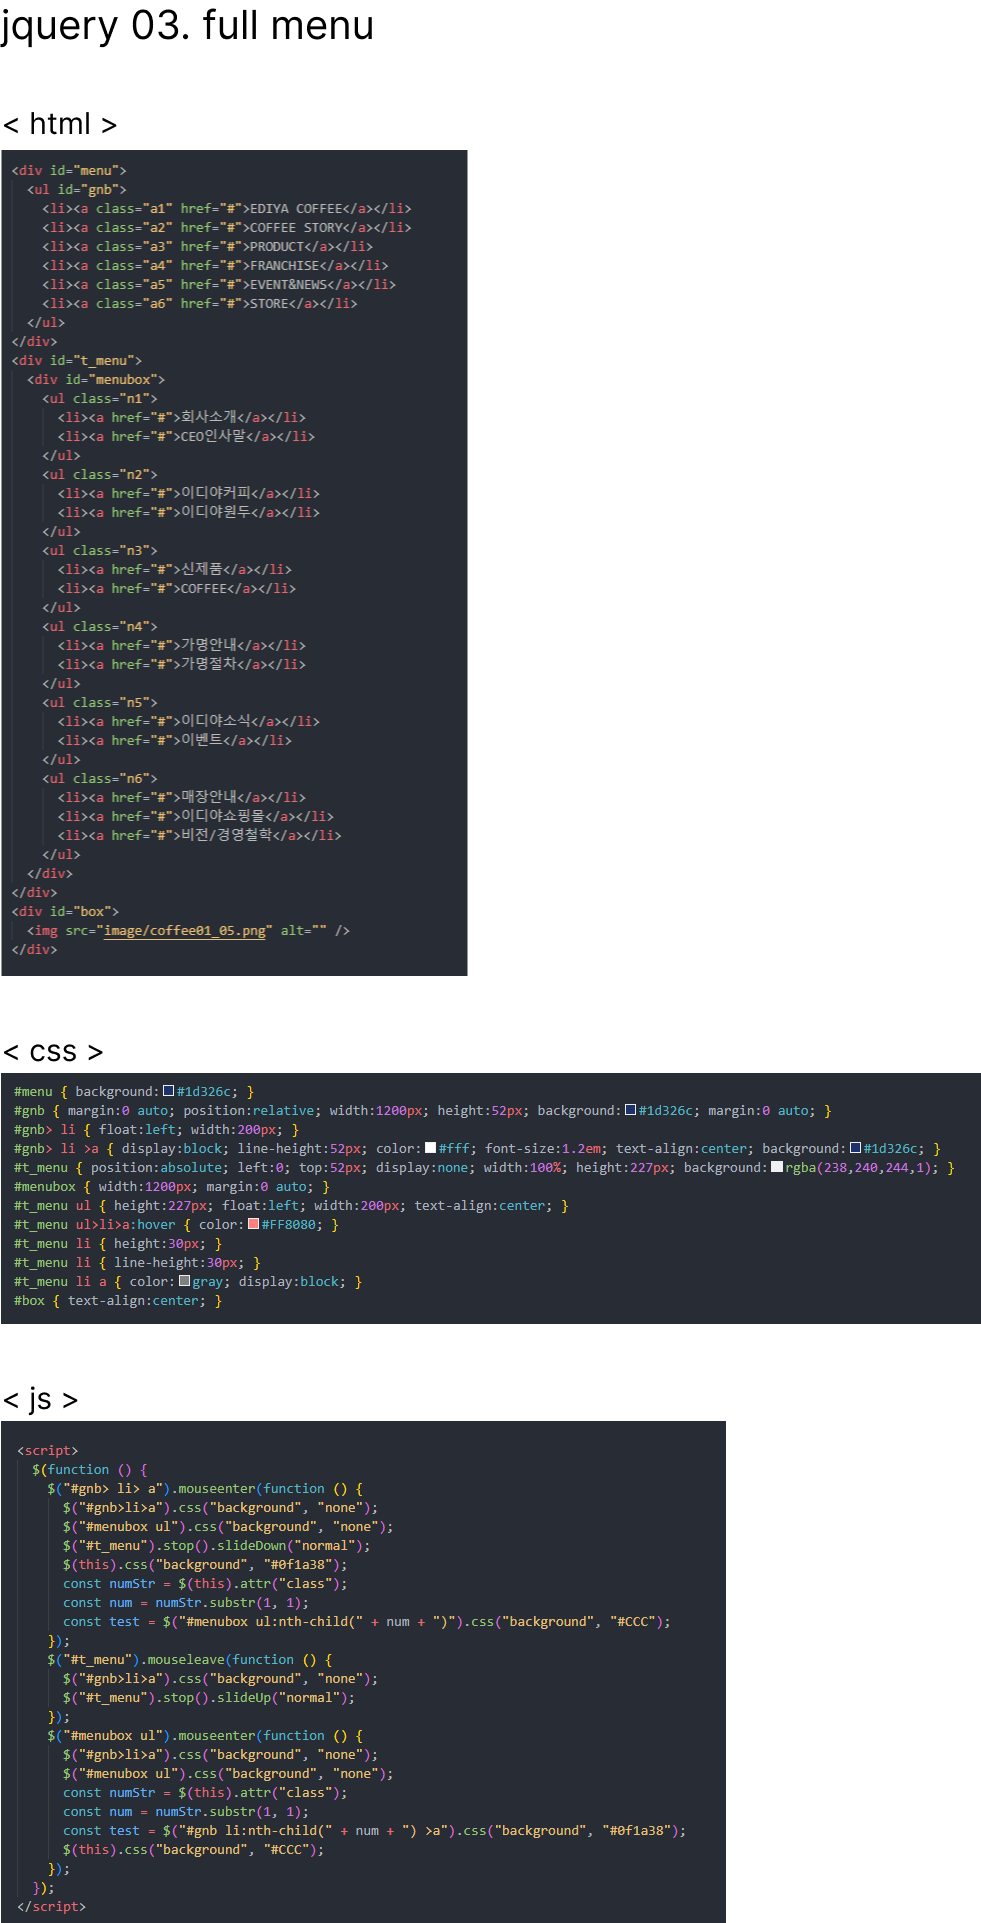 jquery 03. full menu
< html >
<div id="menu">
<ul id="gnb">
<li><a class="a1" href="#">EDIYA COFFEE</a></li>
<li><a class="a2" href="#">COFFEE STORY</a></li>
<li><a class="a3" href="#">PRODUCT</a></li>
<li><a class="a4" href="#">FRANCHISE</a></li>
<li><a class="a5" href="#">EVENT&NEWS</a></li>
<li><a class="a6" href="#">STORE</a></li>
</ul>
</div>
<div id="t_menu">
<div id="menubox">
<ul class="n1">
<li><a href="#">회사소개</a></li>
<li><a href="#">CEO인사말</a></li>
</ul>
<ul class="n2">
<li><a href="#">이디야커피</a></li>
<li><a href="#">이디야원두</a></li>
</ul>
<ul class="n3">
<li><a href="#">신제품</a></li>
<li><a href="#">COFFEE</a></li>
</ul>
<ul class="n4">
<li><a href="#">가명안내</a></li>
<li><a href="#">가명절차</a></li>
</ul>
<ul class="n5">
<li><a href="#">이디야소식</a></li>
<li><a href="#">이벤트</a></li>
</ul>
<ul class="n6">
<li><a href="#">매장안내</a></li>
<li><a href="#">이디야쇼핑몰</a></li>
<li><a href="#">비전/경영철학</a></li>
</ul>
</div>
</div>
<div id="box">
<img src="image/coffee01_05.png" alt="" />
</div>
< css >
#menu { background:#1d326c; }
#gnb { margin:0 auto; position:relative; width:1200px; height:52px; background:#1d326c; margin:0 auto; }
#gnb> li { float:left; width:200px; }
#gnb> li >a { display:block; line-height:52px; color:#fff; font-size:1.2em; text-align:center; background:#1d326c; }
#t_menu { position:absolute; left:0; top:52px; display:none; width:100%; height:227px; background:rgba(238,240,244,1); }
#menubox { width:1200px; margin:0 auto; }
#t_menu ul { height:227px; float:left; width:200px; text-align:center; }
#t_menu ul>li>a:hover { color:#FF8080; }
#t_menu li { height:30px; }
#t_menu li { line-height:30px; }
#t_menu li a { color:gray; display:block; }
#box { text-align:center; }
< js >
<script>
$(function () {
$("#gnb> li> a").mouseenter(function () {
$("#gnb>li>a").css("background", "none");
$("#menubox ul").css("background", "none");
$("#t_menu").stop().slideDown("normal");
$(this).css("background", "#0f1a38");
const numStr = $(this).attr("class");
const num = numStr.substr(1, 1);
const test = $("#menubox ul:nth-child(" + num + ")").css("background", "#CCC");
});
$("#t_menu").mouseleave(function () {
$("#gnb>li>a").css("background", "none");
$("#t_menu").stop().slideUp("normal");
});
$("#menubox ul").mouseenter(function () {
$("#gnb>li>a").css("background", "none");
$("#menubox ul").css("background", "none");
const numStr = $(this).attr("class");
const num = numStr.substr(1, 1);
const test = $("#gnb li:nth-child(" + num + ") >a").css("background", "#0f1a38");
$(this).css("background", "#CCC");
});
});
</script>